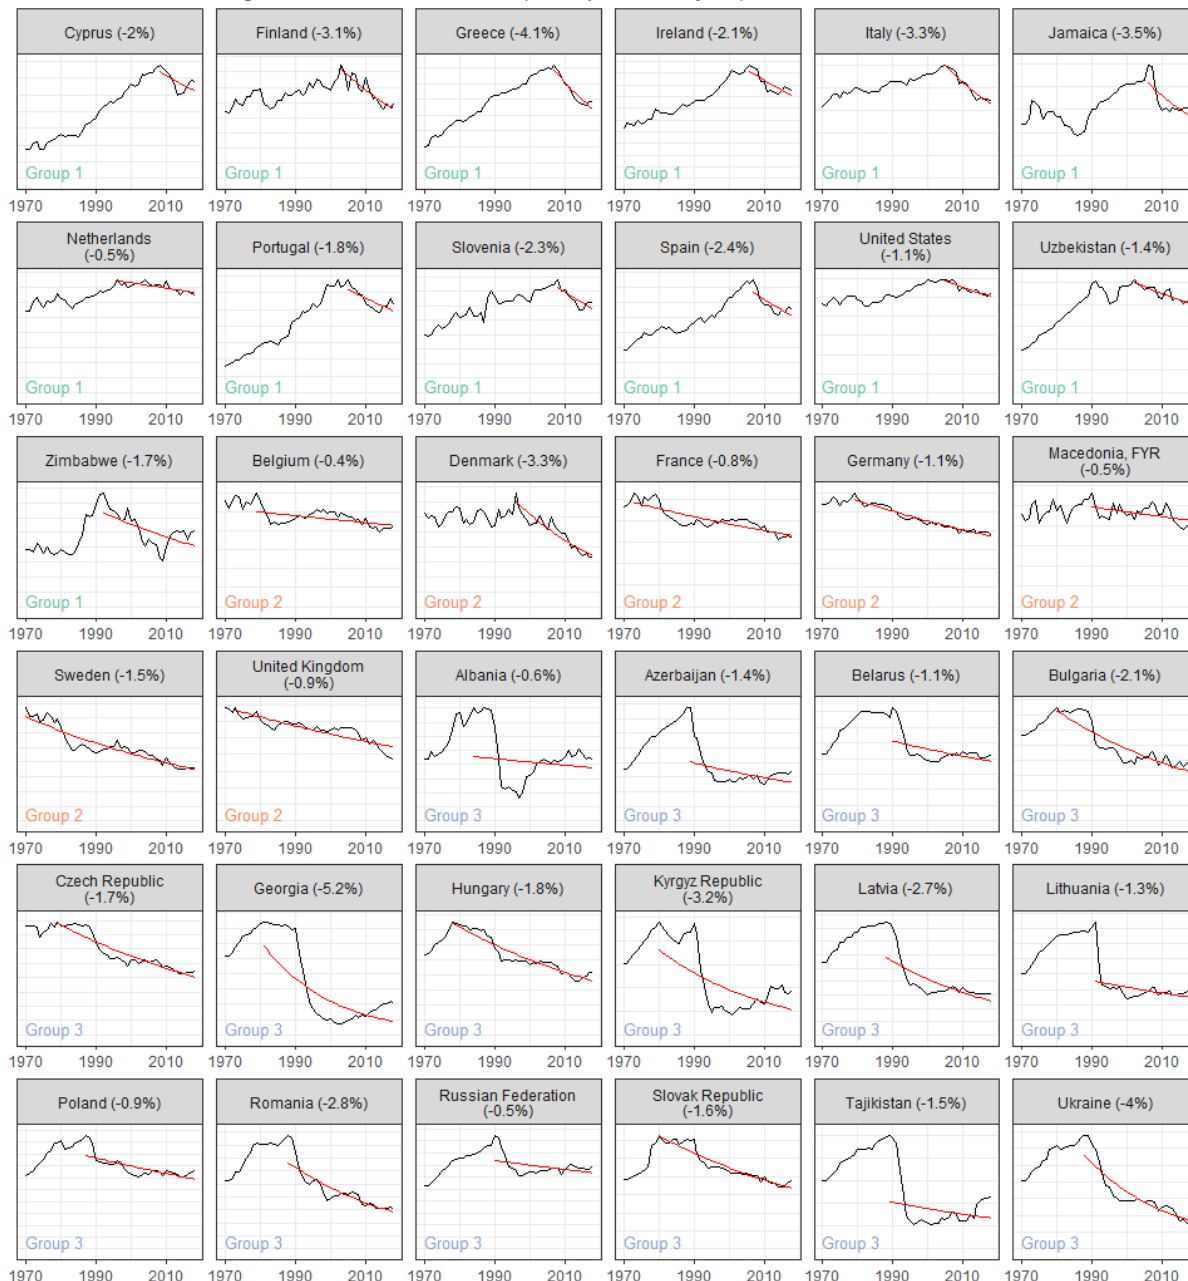 Cyprus (-2%) Finland (-3.1%) Greece (-4.1%) Ireland (-2.1%) Italy (-3.3%) Jamaica (-3.5%)
Group 1 Group 1 Group 1 Group 1 Group 1 Group 1
1970 1990 2010 1970 1990 2010 1970 1990 2010 1970 1990 2010 1970 1990 2010 1970 1990 2010
Netherlands
(-0.5%) Portugal (-1.8%) Slovenia (-2.3%) Spain (-2.4%) United States
(-1.1%) Uzbekistan (-1.4%)
Group 1 Group 1 Group 1 Group 1 Group 1 Group 1
1970 1990 2010 1970 1990 2010 1970 1990 2010 1970 1990 2010 1970 1990 2010 1970 1990 2010
Zimbabwe (-1.7%) Belgium (-0.4%) Denmark (-3.3%) France (-0.8%) Germany (-1.1%) Macedonia, FYR
(-0.5%)
Group 1 Group 2 Group 2 Group 2 Group 2 Group 2
1970 1990 2010 1970 1990 2010 1970 1990 2010 1970 1990 2010 1970 1990 2010 1970 1990 2010
Sweden (-1.5%) United Kingdom
(-0.9%) Albania (-0.6%) Azerbaijan (-1.4%) Belarus (-1.1%) Bulgaria (-2.1%)
Group 2 Group 2 Group 3 Group 3 Group 3 Group 3
1970 1990 2010 1970 1990 2010 1970 1990 2010 1970 1990 2010 1970 1990 2010 1970 1990 2010
Czech Republic
(-1.7%) Georgia (-5.2%) Hungary (-1.8%) Kyrgyz Republic
(-3.2%) Latvia (-2.7%) Lithuania (-1.3%)
Group 3 Group 3 Group 3 Group 3 Group 3 Group 3
1970 1990 2010 1970 1990 2010 1970 1990 2010 1970 1990 2010 1970 1990 2010 1970 1990 2010
Poland (-0.9%) Romania (-2.8%) Russian Federation
(-0.5%) Slovak Republic
(-1.6%) Tajikistan (-1.5%) Ukraine (-4%)
Group 3 Group 3 Group 3 Group 3 Group 3 Group 3
1970 1990 2010 1970 1990 2010 1970 1990 2010 1970 1990 2010 1970 1990 2010 1970 1990 2010